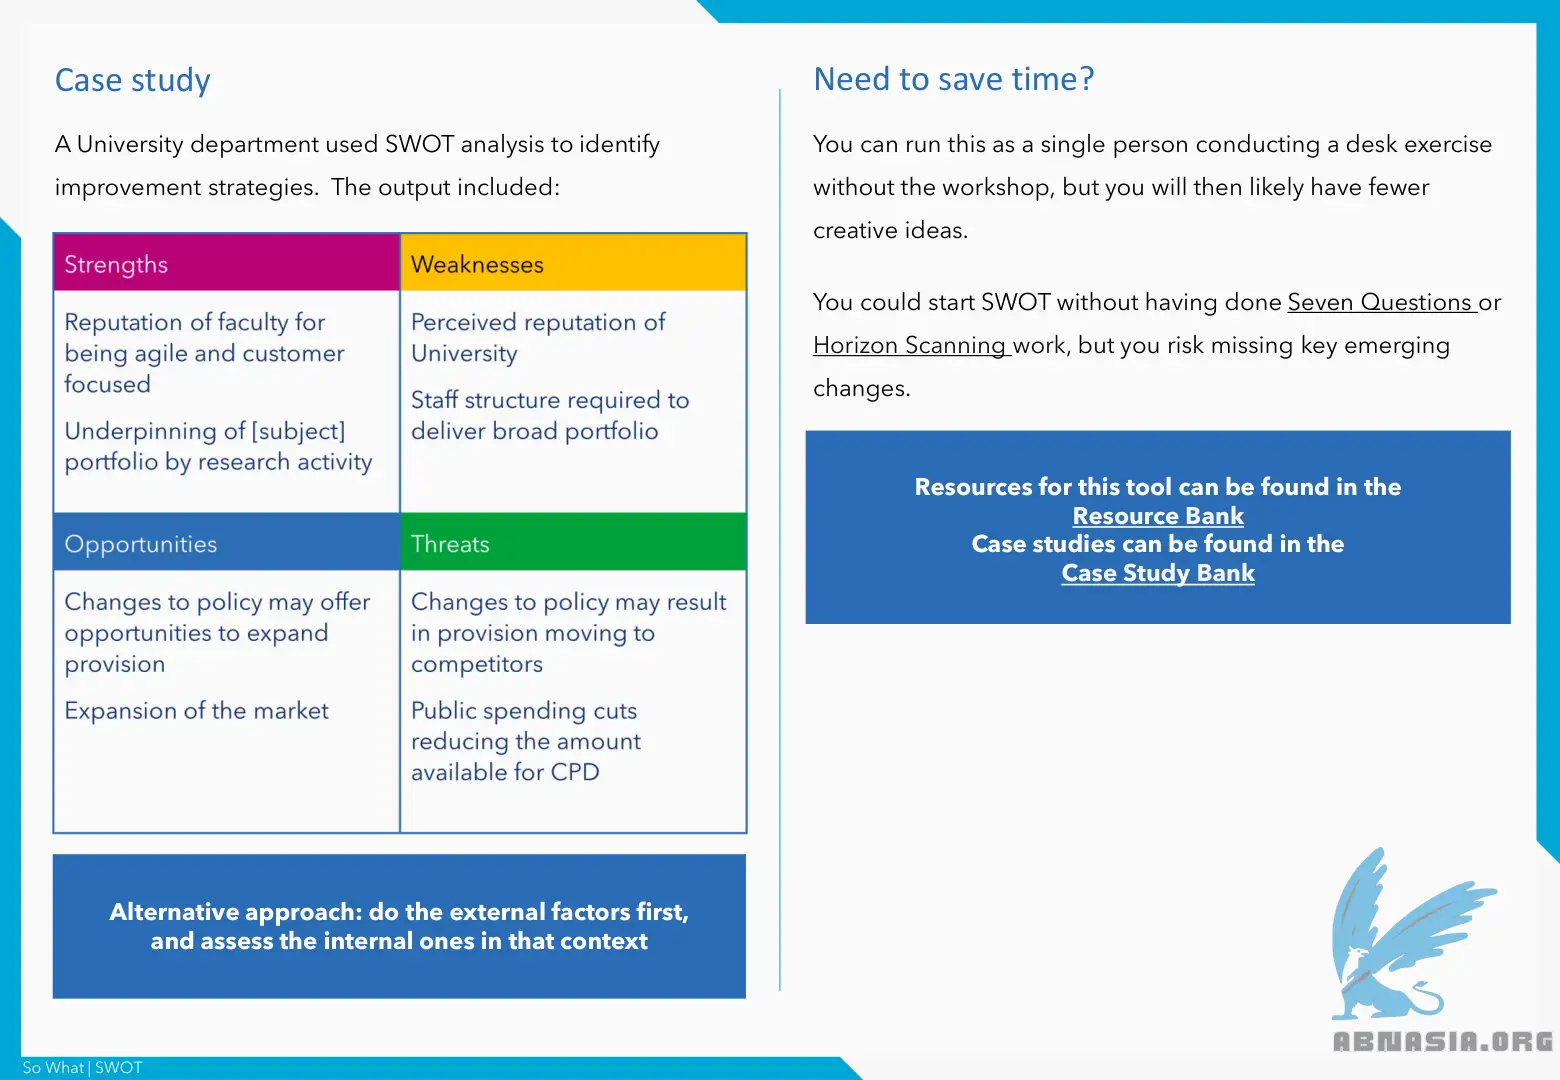 Case study
A University department used SWOT analysis to identify
improvement strategies.  The output included:
Strengths
Reputation of faculty for
being agile and customer
focused
Underpinning of [subject]
portfolio by research activity
Weaknesses
Perceived reputation of
University
Staff structure required to
deliver broad portfolio
Opportunities
Changes to policy may offer
opportunities to expand
provision
Expansion of the market
Threats
Changes to policy may result
in provision moving to
competitors
Public spending cuts
reducing the amount
available for CPD
Alternative approach: do the external factors first,
and assess the internal ones in that context
Need to save time?
You can run this as a single person conducting a desk exercise
without the workshop, but you will then likely have fewer
creative ideas.
You could start SWOT without having done Seven Questions or
Horizon Scanning work, but you risk missing key emerging
changes.
Resources for this tool can be found in the
Resource Bank
Case studies can be found in the
Case Study Bank
ABNASIA.ORG
So What | SWOT